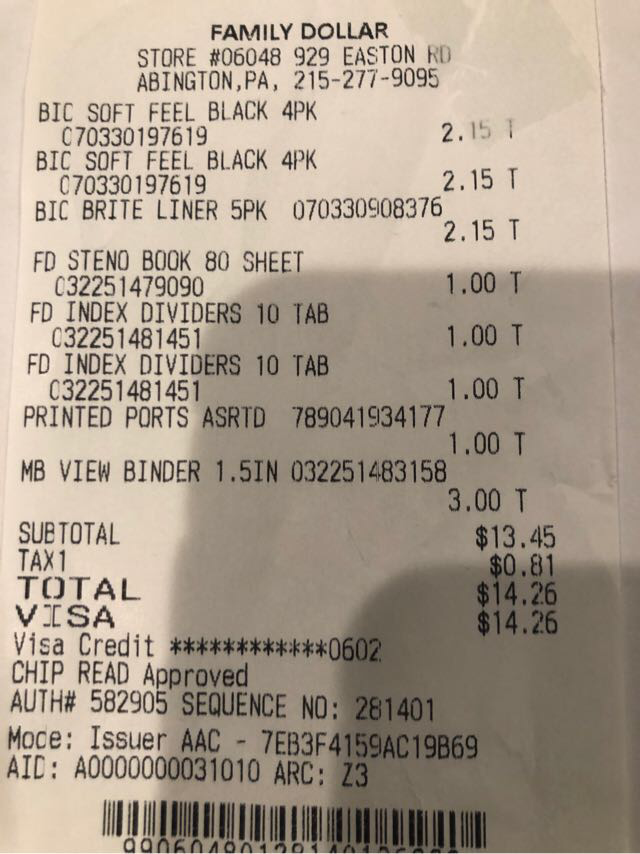 FAMILY DOLLAR
STORE #06048 929 EASTON RD
ABINGTON,PA, 215-277-9095
BIC SOFT FEEL BLACK 4PK
070330197619 2.15 T
BIC SOFT FEEL BLACK 4PK
070330197619 2.15 T
BIC BRITE LINER 5PK 070330908376
2.15 T
FD STENO BOOK 80 SHEET
032251479090 1.00 T
FD INDEX DIVIDERS 10 TAB
032251481451 1.00 T
FD INDEX DIVIDERS 10 TAB
032251481451 1.00 T
PRINTED PORTS ASRTD 789041934177
1.00 T
MB VIEW BINDER 1.5IN 032251483158
3.00 T
SUBTOTAL $13.45
TAX1 $0.81
TOTAL $14.26
VISA $14.26
Visa Credit ************0602
CHIP READ Approved
AUTH# 582905 SEQUENCE NO: 281401
Mode: Issuer AAC - 7EB3F4159AC19B69
AID: A0000000031010 ARC: Z3